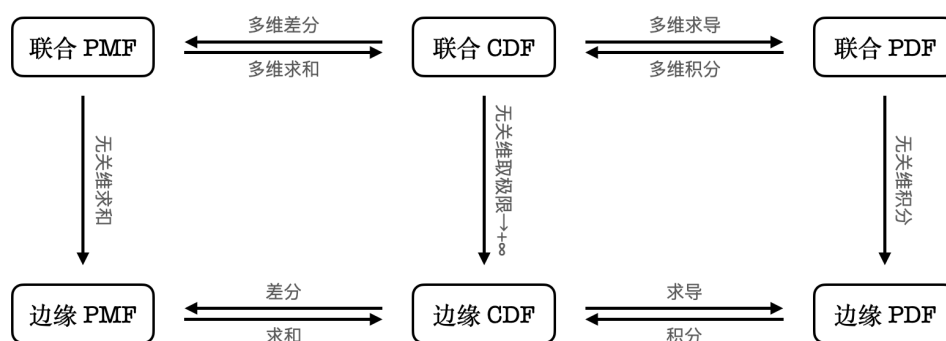 联合 PMF
多维差分
多维求和
联合 CDF
多维求导
多维积分
联合 PDF
无关维求和
无关维取极限→+∞
无关维积分
边缘 PMF
差分
求和
边缘 CDF
求导
积分
边缘 PDF